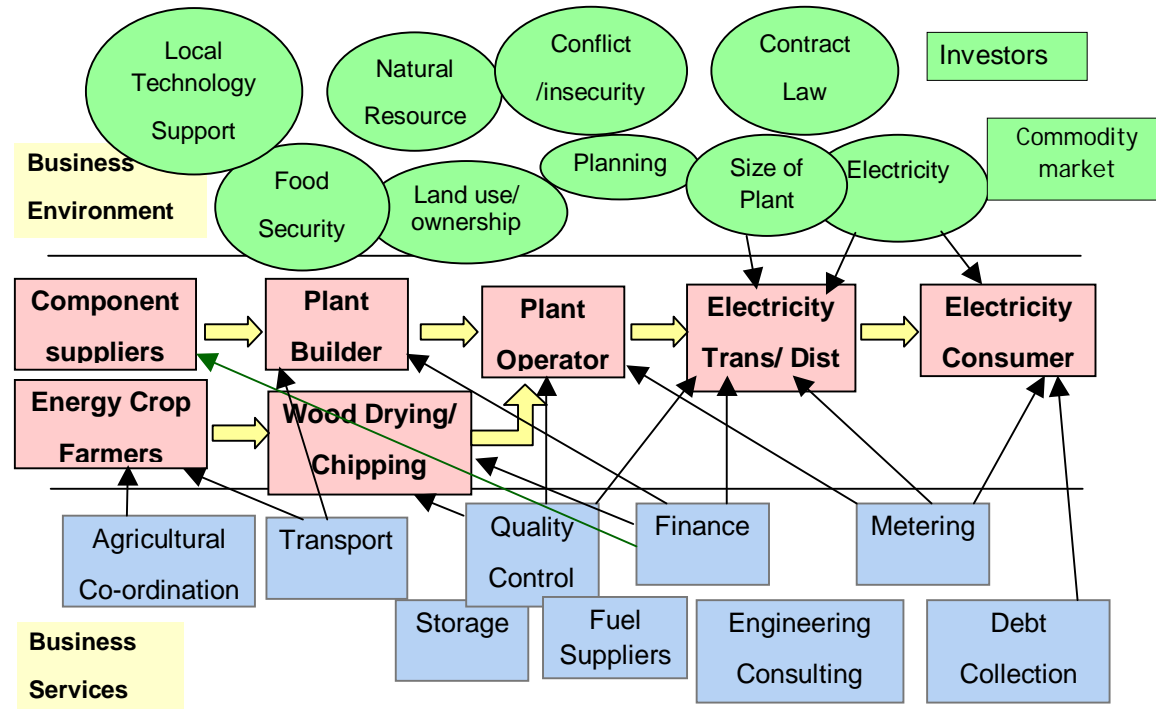 Local
Technology
Support
Natural
Resource
Conflict
/insecurity
Contract
Law
Investors
Commodity
market
Business
Environment
Food
Security
Land use/
ownership
Planning
Size of
Plant
Electricity
Component
suppliers
Plant
Builder
Plant
Operator
Electricity
Trans/ Dist
Electricity
Consumer
Energy Crop
Farmers
Wood Drying/
Chipping
Agricultural
Co-ordination
Transport
Quality
Control
Finance
Metering
Storage
Fuel
Suppliers
Engineering
Consulting
Debt
Collection
Business
Services